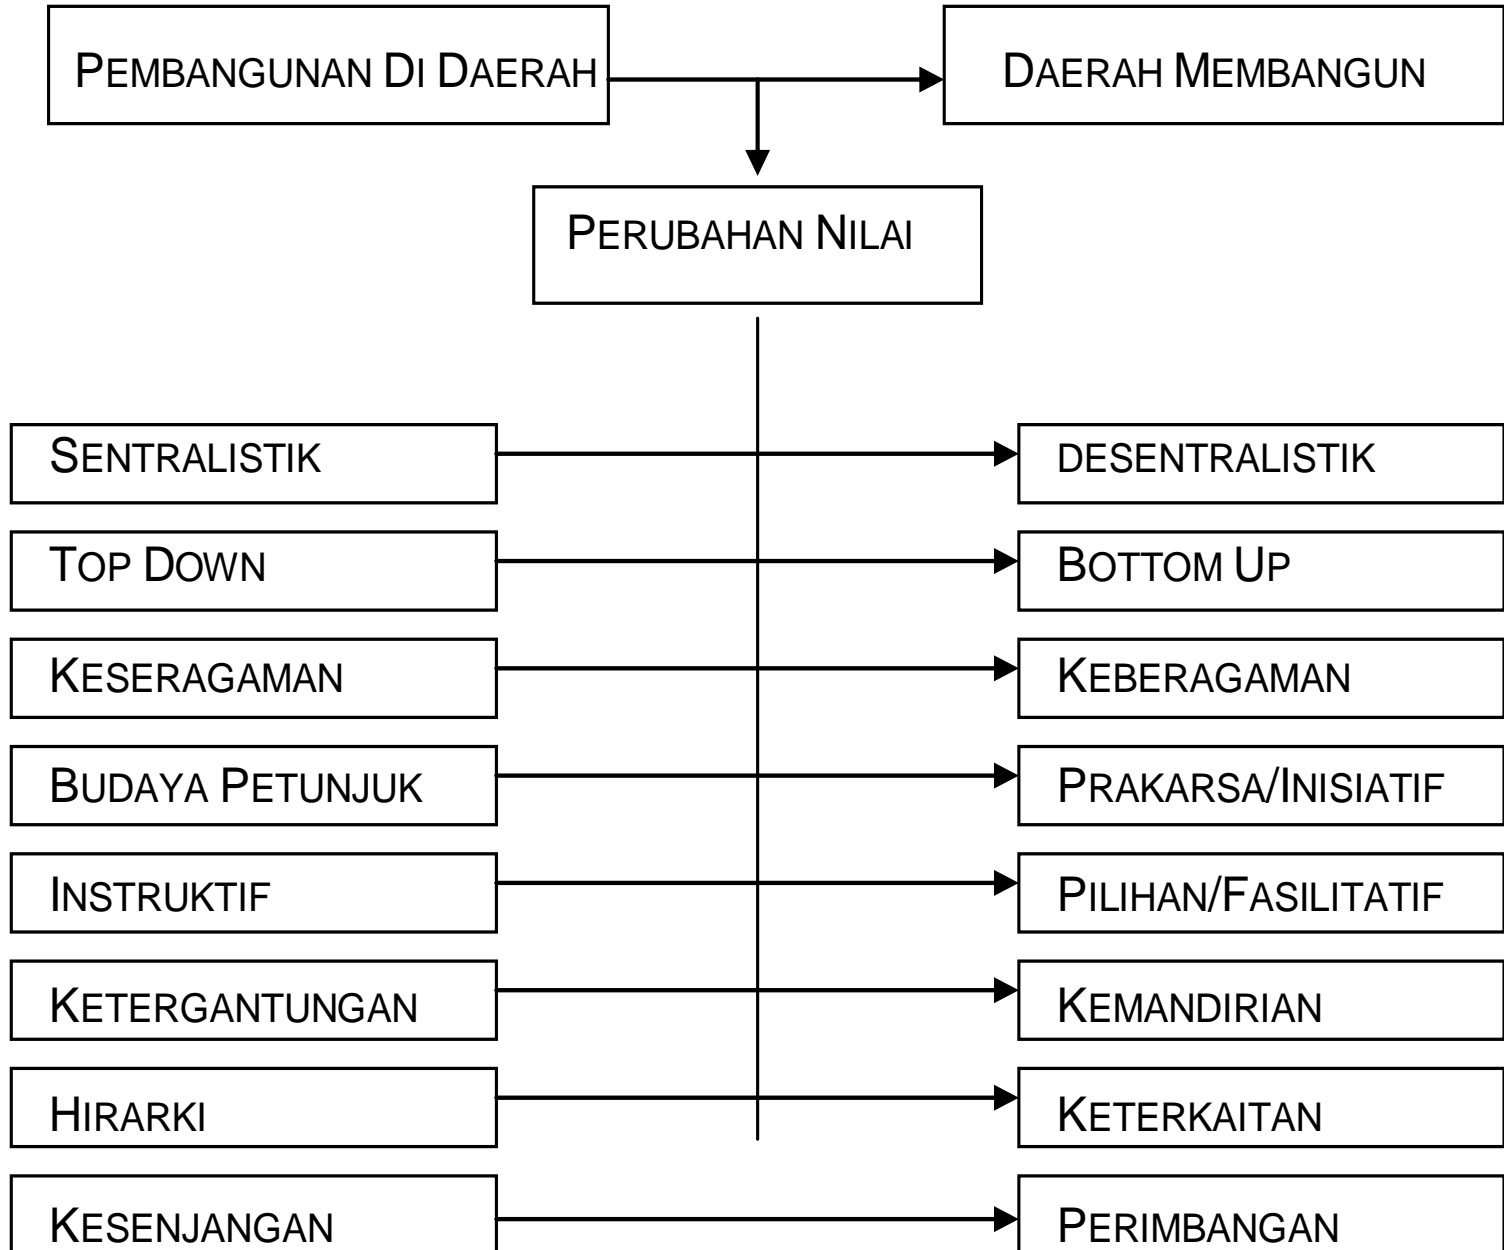 PEMBANGUNAN DI DAERAH
DAERAH MEMBANGUN
PERUBAHAN NILAI
SENTRALISTIK
DESENTRALISTIK
TOP DOWN
BOTTOM UP
KESERAGAMAN
KEBERAGAMAN
BUDAYA PETUNJUK
PRAKARSA/INISIATIF
INSTRUKTIF
PILIHAN/FASILITATIF
KETERGANTUNGAN
KEMANDIRIAN
HIRARKI
KETERKAITAN
KESENJANGAN
PERIMBANGAN